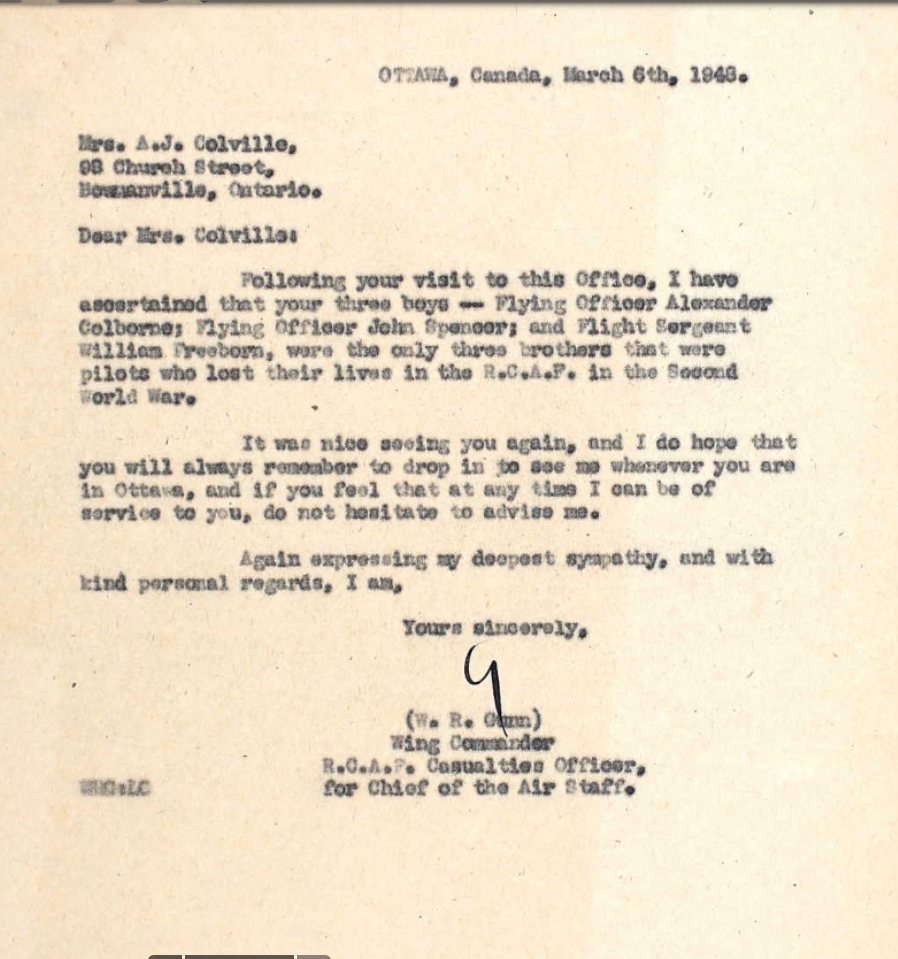 OTTAWA, Canada, March 6th, 1948.
Mrs. A.J. Colville,
98 Church Street,
Bowmanville, Ontario.
Dear Mrs. Colville:
Following your visit to this Office, I have
ascertained that your three boys -- Flying Officer Alexander
Colborne; Flying Officer John Spencer; and Flight Sergeant
William Freeborn, were the only three brothers that were
pilots who lost their lives in the R.C.A.F. in the Second
World War.
It was nice seeing you again, and I do hope that
you will always remember to drop in to see me whenever you are
in Ottawa, and if you feel that at any time I can be of
service to you, do not hesitate to advise me.
Again expressing my deepest sympathy, and with
kind personal regards, I am,
Yours sincerely,
(W. R. Gunn)
Wing Commander
R.C.A.F. Casualties Officer,
for Chief of the Air Staff.